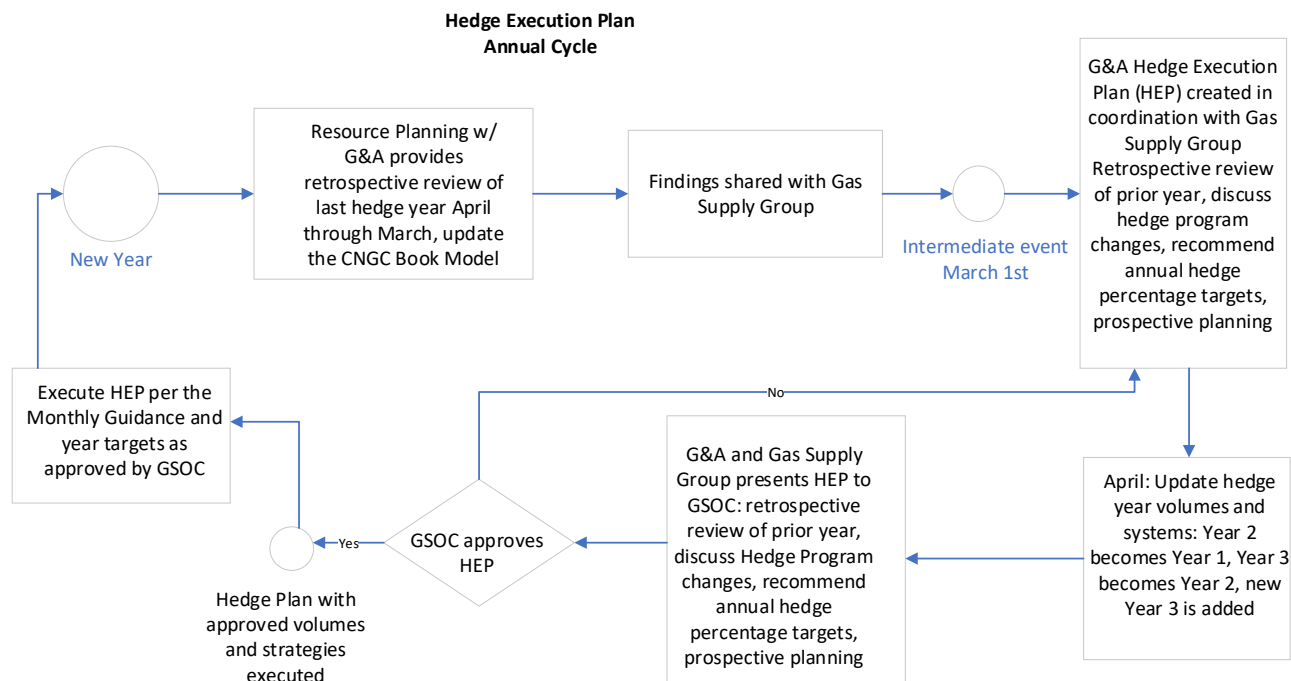 Hedge Execution Plan
Annual Cycle
New Year
Resource Planning w/
G&A provides
retrospective review of
last hedge year April
through March, update
the CNGC Book Model
Findings shared with Gas
Supply Group
Intermediate event
March 1st
G&A Hedge Execution
Plan (HEP) created in
coordination with Gas
Supply Group
Retrospective review
of prior year, discuss
hedge program
changes, recommend
annual hedge
percentage targets,
prospective planning
April: Update hedge
year volumes and
systems: Year 2
becomes Year 1, Year 3
becomes Year 2, new
Year 3 is added
G&A and Gas Supply
Group presents HEP to
GSOC: retrospective
review of prior year,
discuss Hedge Program
changes, recommend
annual hedge
percentage targets,
prospective planning
GSOC approves
HEP
No
Yes
Hedge Plan with
approved volumes
and strategies
executed
Execute HEP per the
Monthly Guidance and
year targets as
approved by GSOC